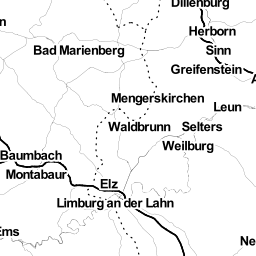 Dillenburg
Herborn
Bad Marienberg
Sinn
Greifenstein
Mengerskirchen
Leun
Waldbrunn
Selters
Weilburg
Baumbach
Montabaur
Elz
Limburg an der Lahn
Ems
Ne